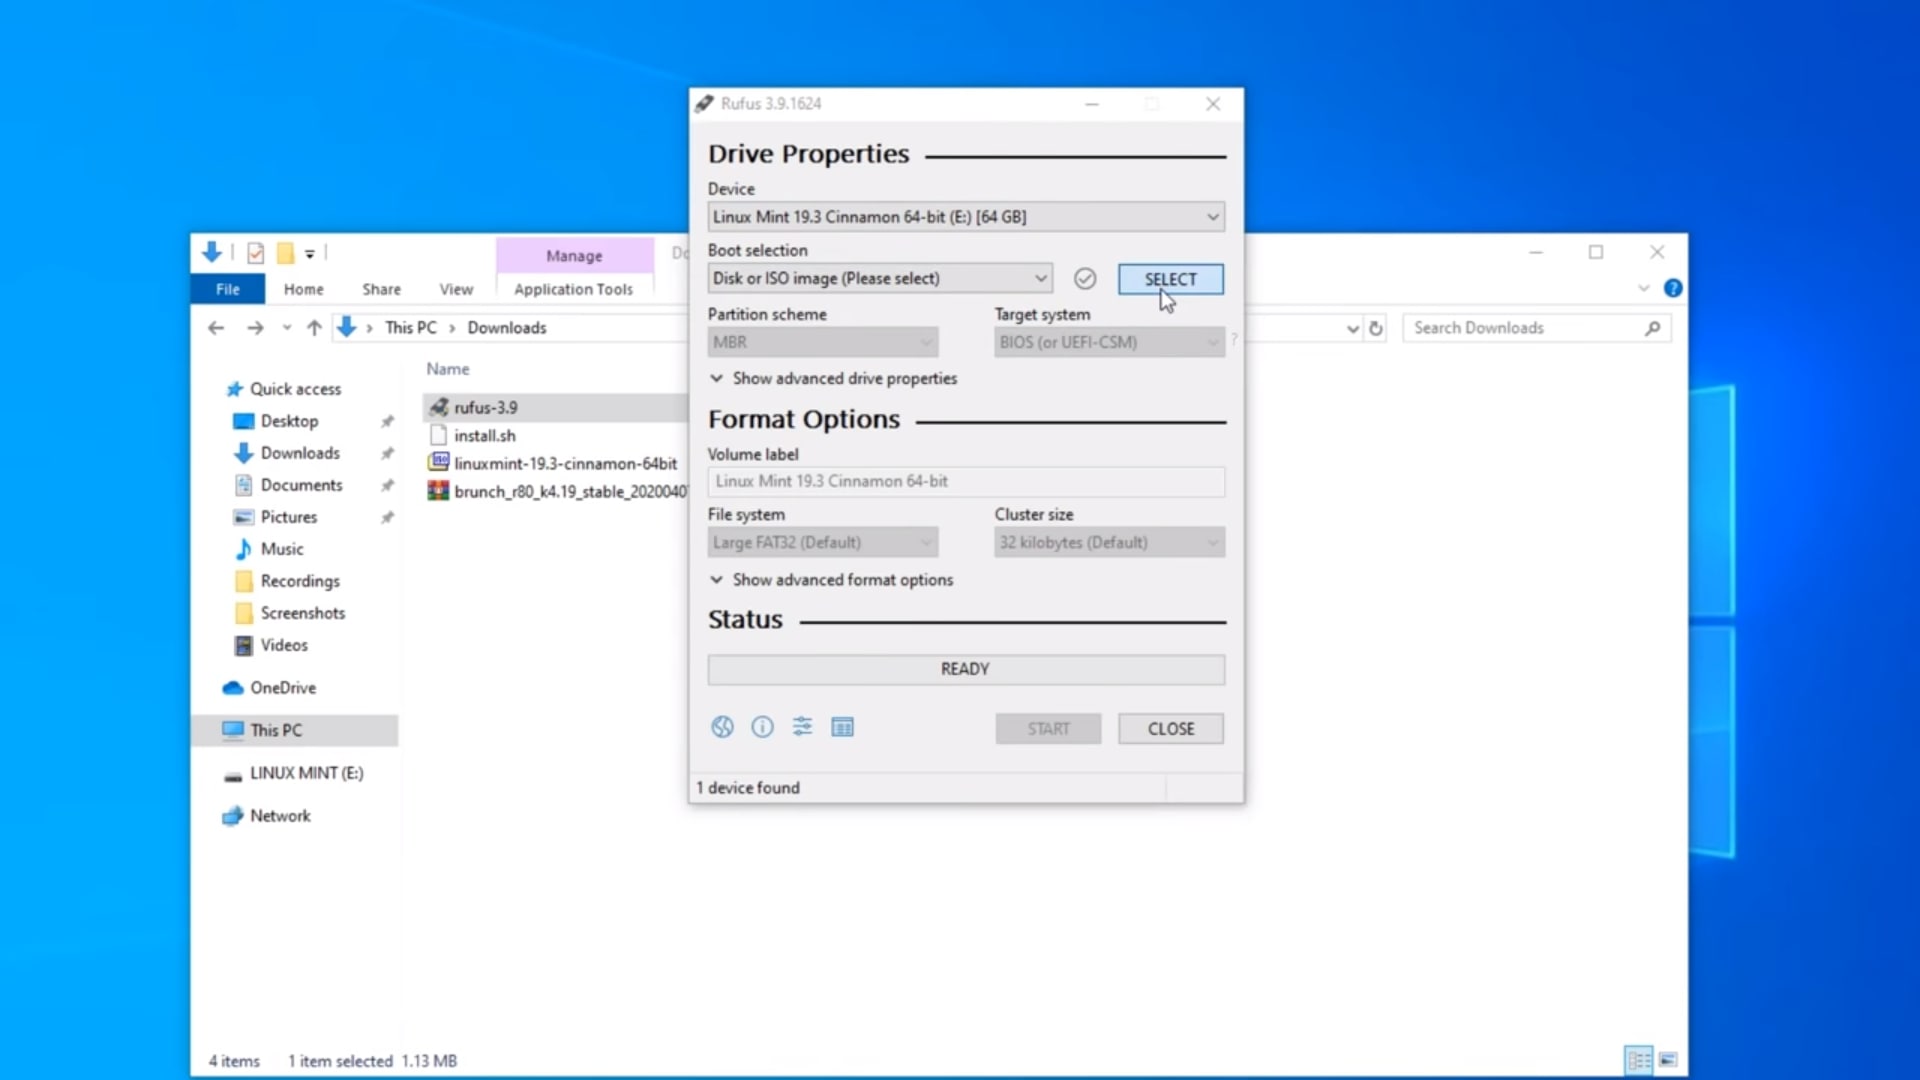 Rufus 3.9.1624
Drive Properties
Device
Linux Mint 19.3 Cinnamon 64-bit (E:) [64 GB]
Boot selection
Disk or ISO image (Please select)
SELECT
Partition scheme
Target system
MBR
BIOS (or UEFI-CSM)
?
Show advanced drive properties
Format Options
Volume label
Linux Mint 19.3 Cinnamon 64-bit
File system
Cluster size
Large FAT32 (Default)
32 kilobytes (Default)
Show advanced format options
Status
READY
START
CLOSE
1 device found
Manage
Do
File
Home
Share
View
Application Tools
?
This PC
Downloads
Search Downloads
Name
Quick access
Desktop
Downloads
Documents
Pictures
Music
Recordings
Screenshots
Videos
OneDrive
This PC
LINUX MINT (E:)
Network
rufus-3.9
install.sh
linuxmint-19.3-cinnamon-64bit
brunch_r80_k4.19_stable_2020040
4 items
1 item selected 1.13 MB